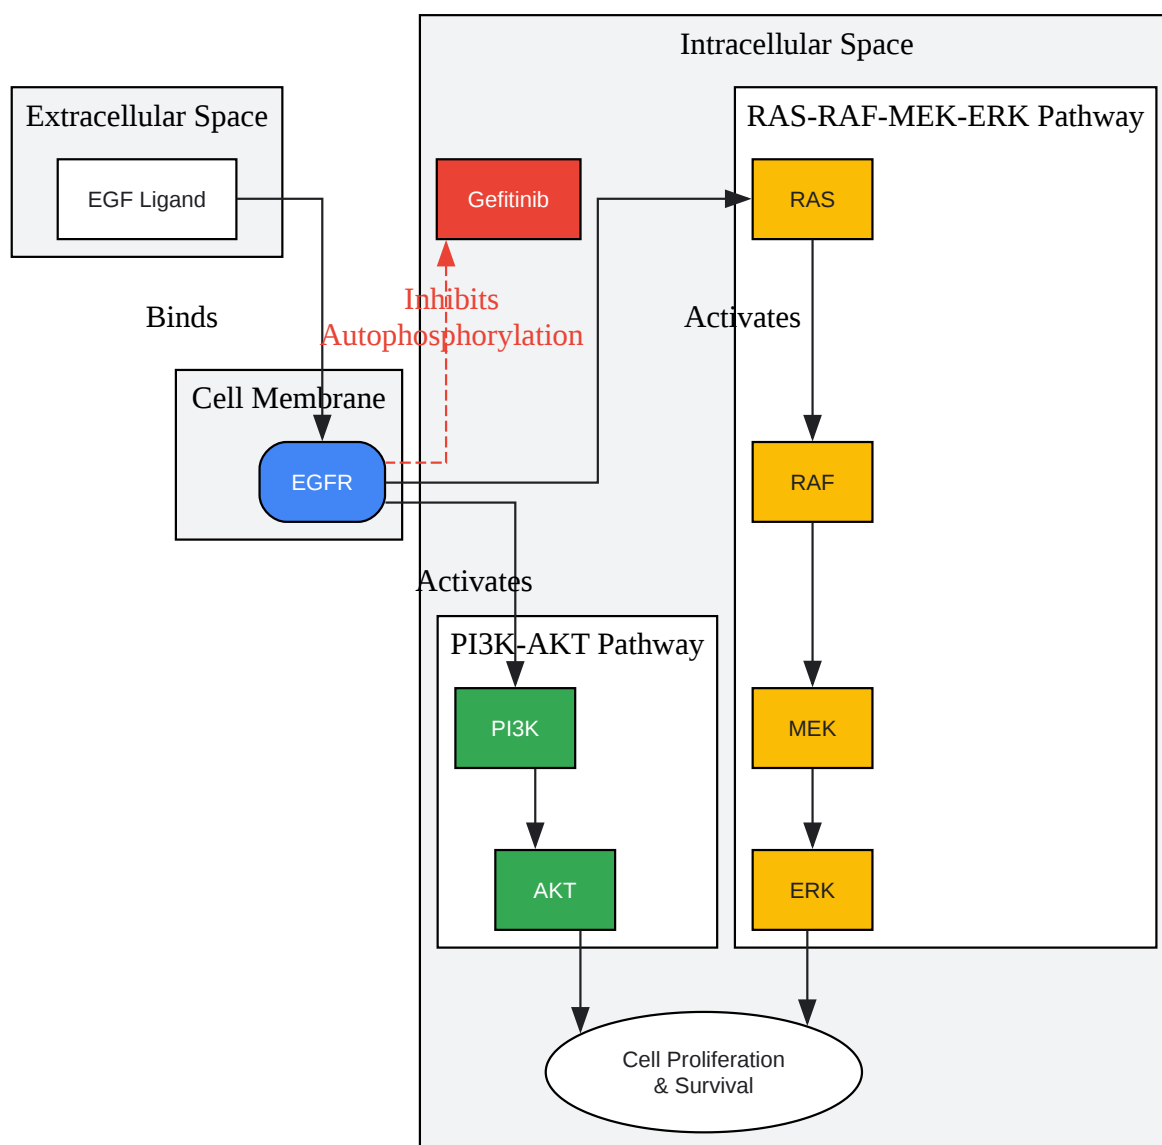 Intracellular Space
Extracellular Space
RAS-RAF-MEK-ERK Pathway
EGF Ligand
Gefitinib
RAS
Binds
Inhibits
Autophosphorylation
Activates
Cell Membrane
EGFR
RAF
Activates
PI3K-AKT Pathway
PI3K
MEK
AKT
ERK
Cell Proliferation
& Survival